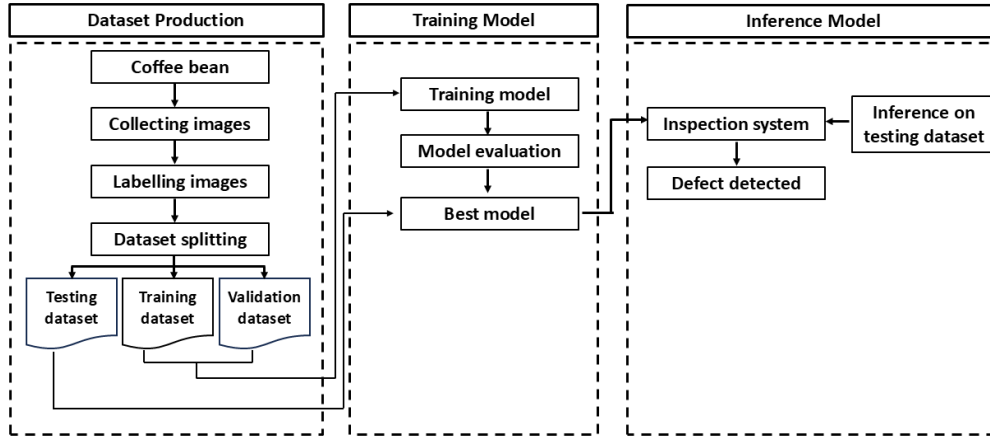 Dataset Production
Coffee bean
Collecting images
Labelling images
Dataset splitting
Testing
dataset
Training
dataset
Validation
dataset
Training Model
Training model
Model evaluation
Best model
Inference Model
Inspection system
Defect detected
Inference on
testing dataset